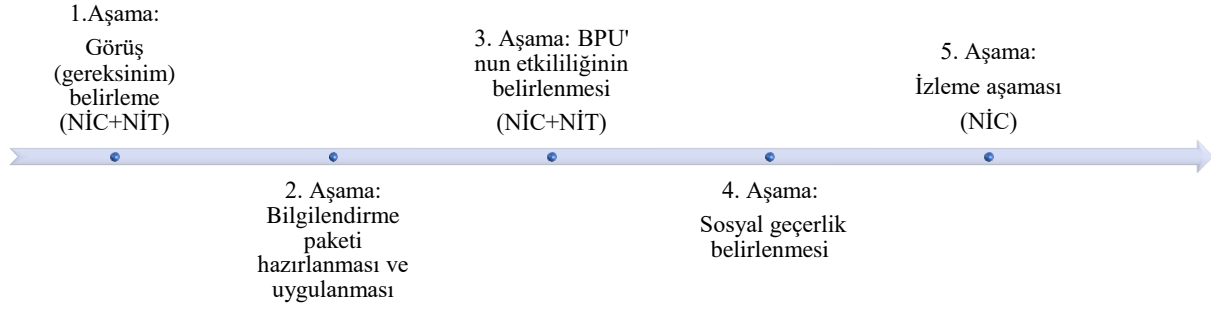 1.Aşama:
Görüş
(gereksinim)
belirleme
(NİC+NİT)
2. Aşama:
Bilgilendirme
paketi
hazırlanması ve
uygulanması
3. Aşama: BPU'
nun etkililiğinin
belirlenmesi
(NİC+NİT)
4. Aşama:
Sosyal geçerlik
belirlenmesi
5. Aşama:
İzleme aşaması
(NİC)